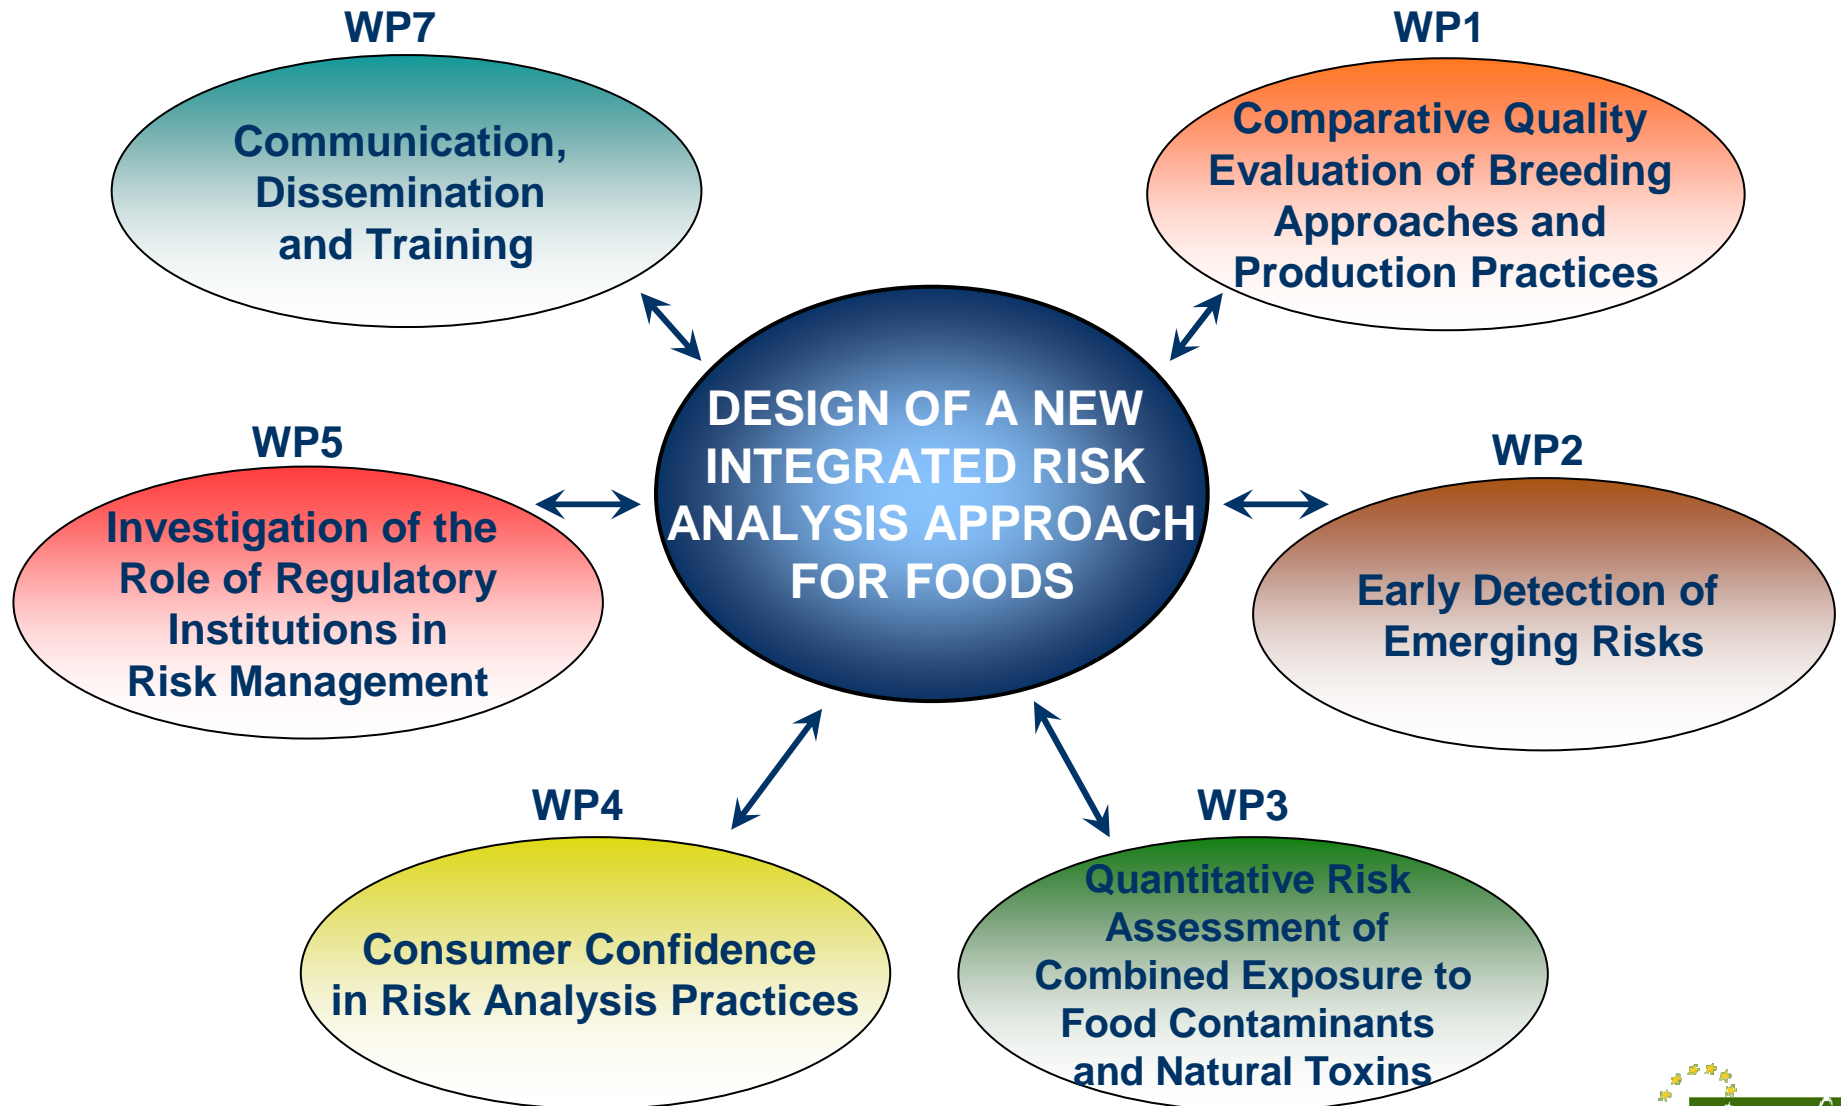 WP7
Communication,
Dissemination
and Training
WP1
Comparative Quality
Evaluation of Breeding
Approaches and
Production Practices
DESIGN OF A NEW
INTEGRATED RISK
ANALYSIS APPROACH
FOR FOODS
WP5
Investigation of the
Role of Regulatory
Institutions in
Risk Management
WP2
Early Detection of
Emerging Risks
WP4
Consumer Confidence
in Risk Analysis Practices
WP3
Quantitative Risk
Assessment of
Combined Exposure to
Food Contaminants
and Natural Toxins